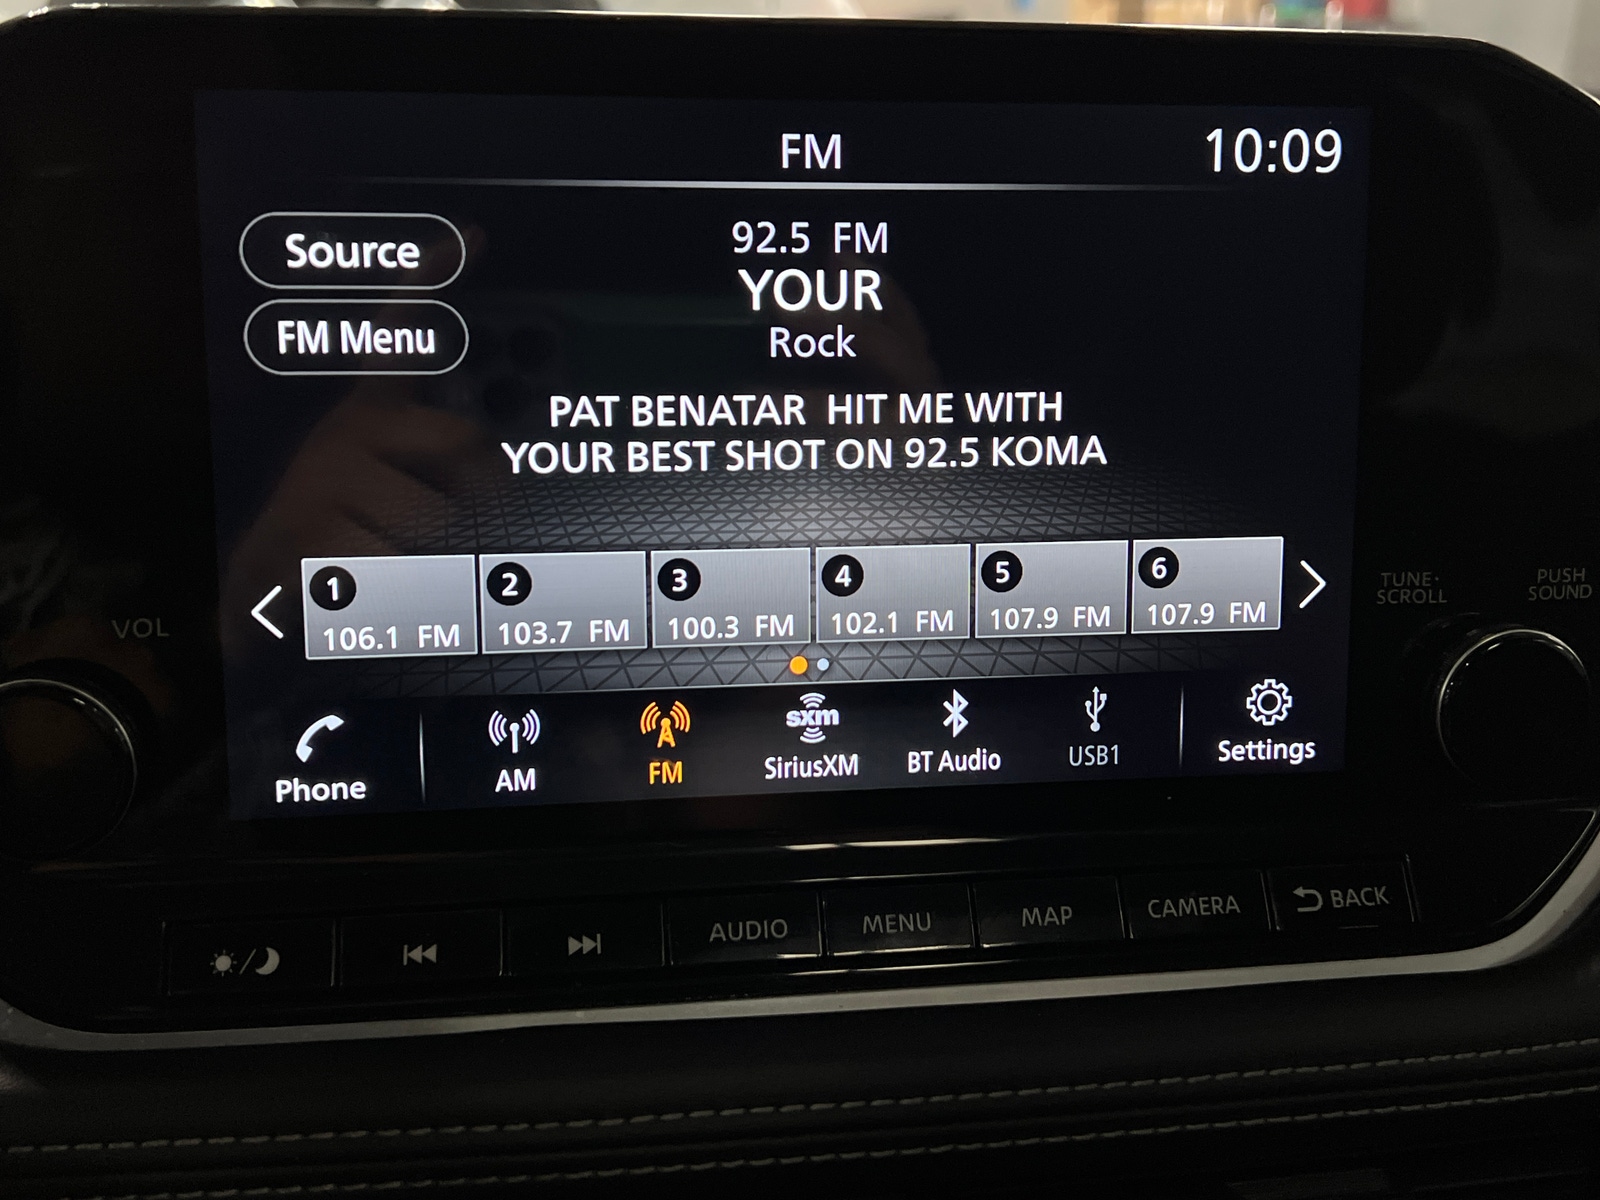 FM
10:09
Source
92.5 FM
YOUR
FM Menu
Rock
PAT BENATAR HIT ME WITH
YOUR BEST SHOT ON 92.5 KOMA
1
106.1 FM
2
103.7 FM
3
100.3 FM
4
102.1 FM
5
107.9 FM
6
107.9 FM
VOL
TUNE·
SCROLL
PUSH
SOUND
Phone
AM
FM
sxm
SiriusXM
BT Audio
USB1
Settings
AUDIO
MENU
MAP
CAMERA
BACK